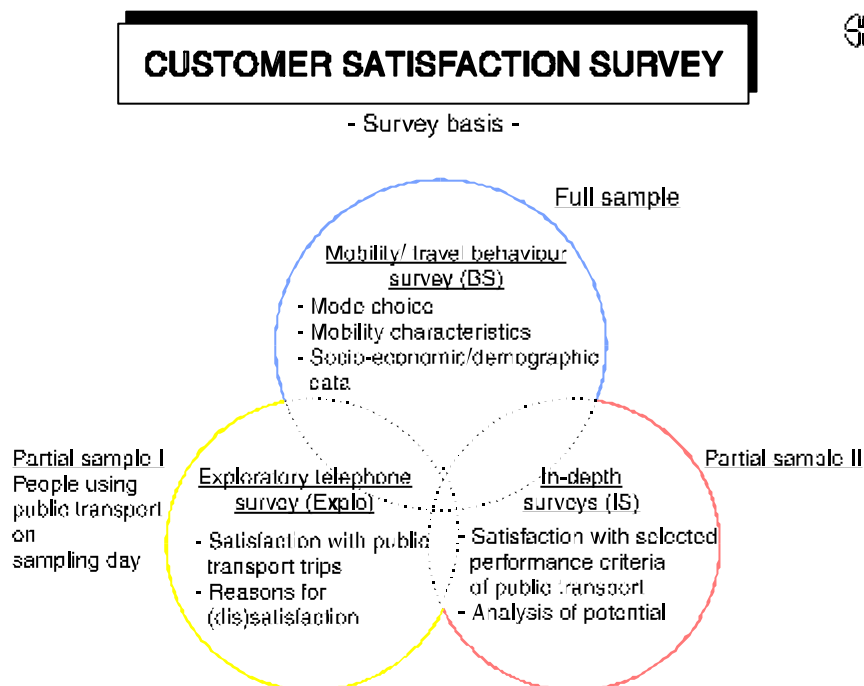 CUSTOMER SATISFACTION SURVEY
- Survey basis -
Full sample
Mobility/ travel behaviour
survey (BS)
- Mode choice
- Mobility characteristics
- Socio-economic/demographic
data
Partial sample I
People using
public transport
on
sampling day
Exploratory telephone
survey (Explo)
- Satisfaction with public
transport trips
- Reasons for
(dis)satisfaction
Partial sample II
In-depth
surveys (IS)
- Satisfaction with selected
performance criteria
of public transport
- Analysis of potential